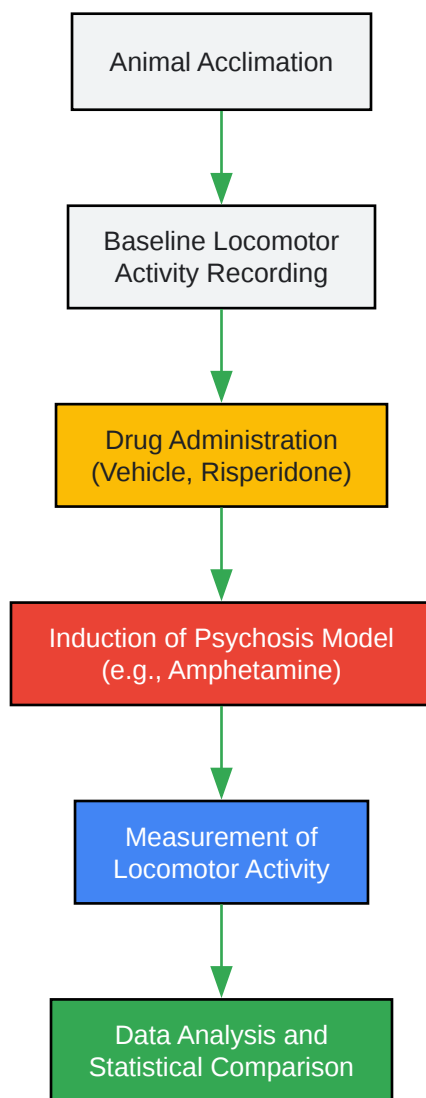 Animal Acclimation
Baseline Locomotor
Activity Recording
Drug Administration
(Vehicle, Risperidone)
Induction of Psychosis Model
(e.g., Amphetamine)
Measurement of
Locomotor Activity
Data Analysis and
Statistical Comparison